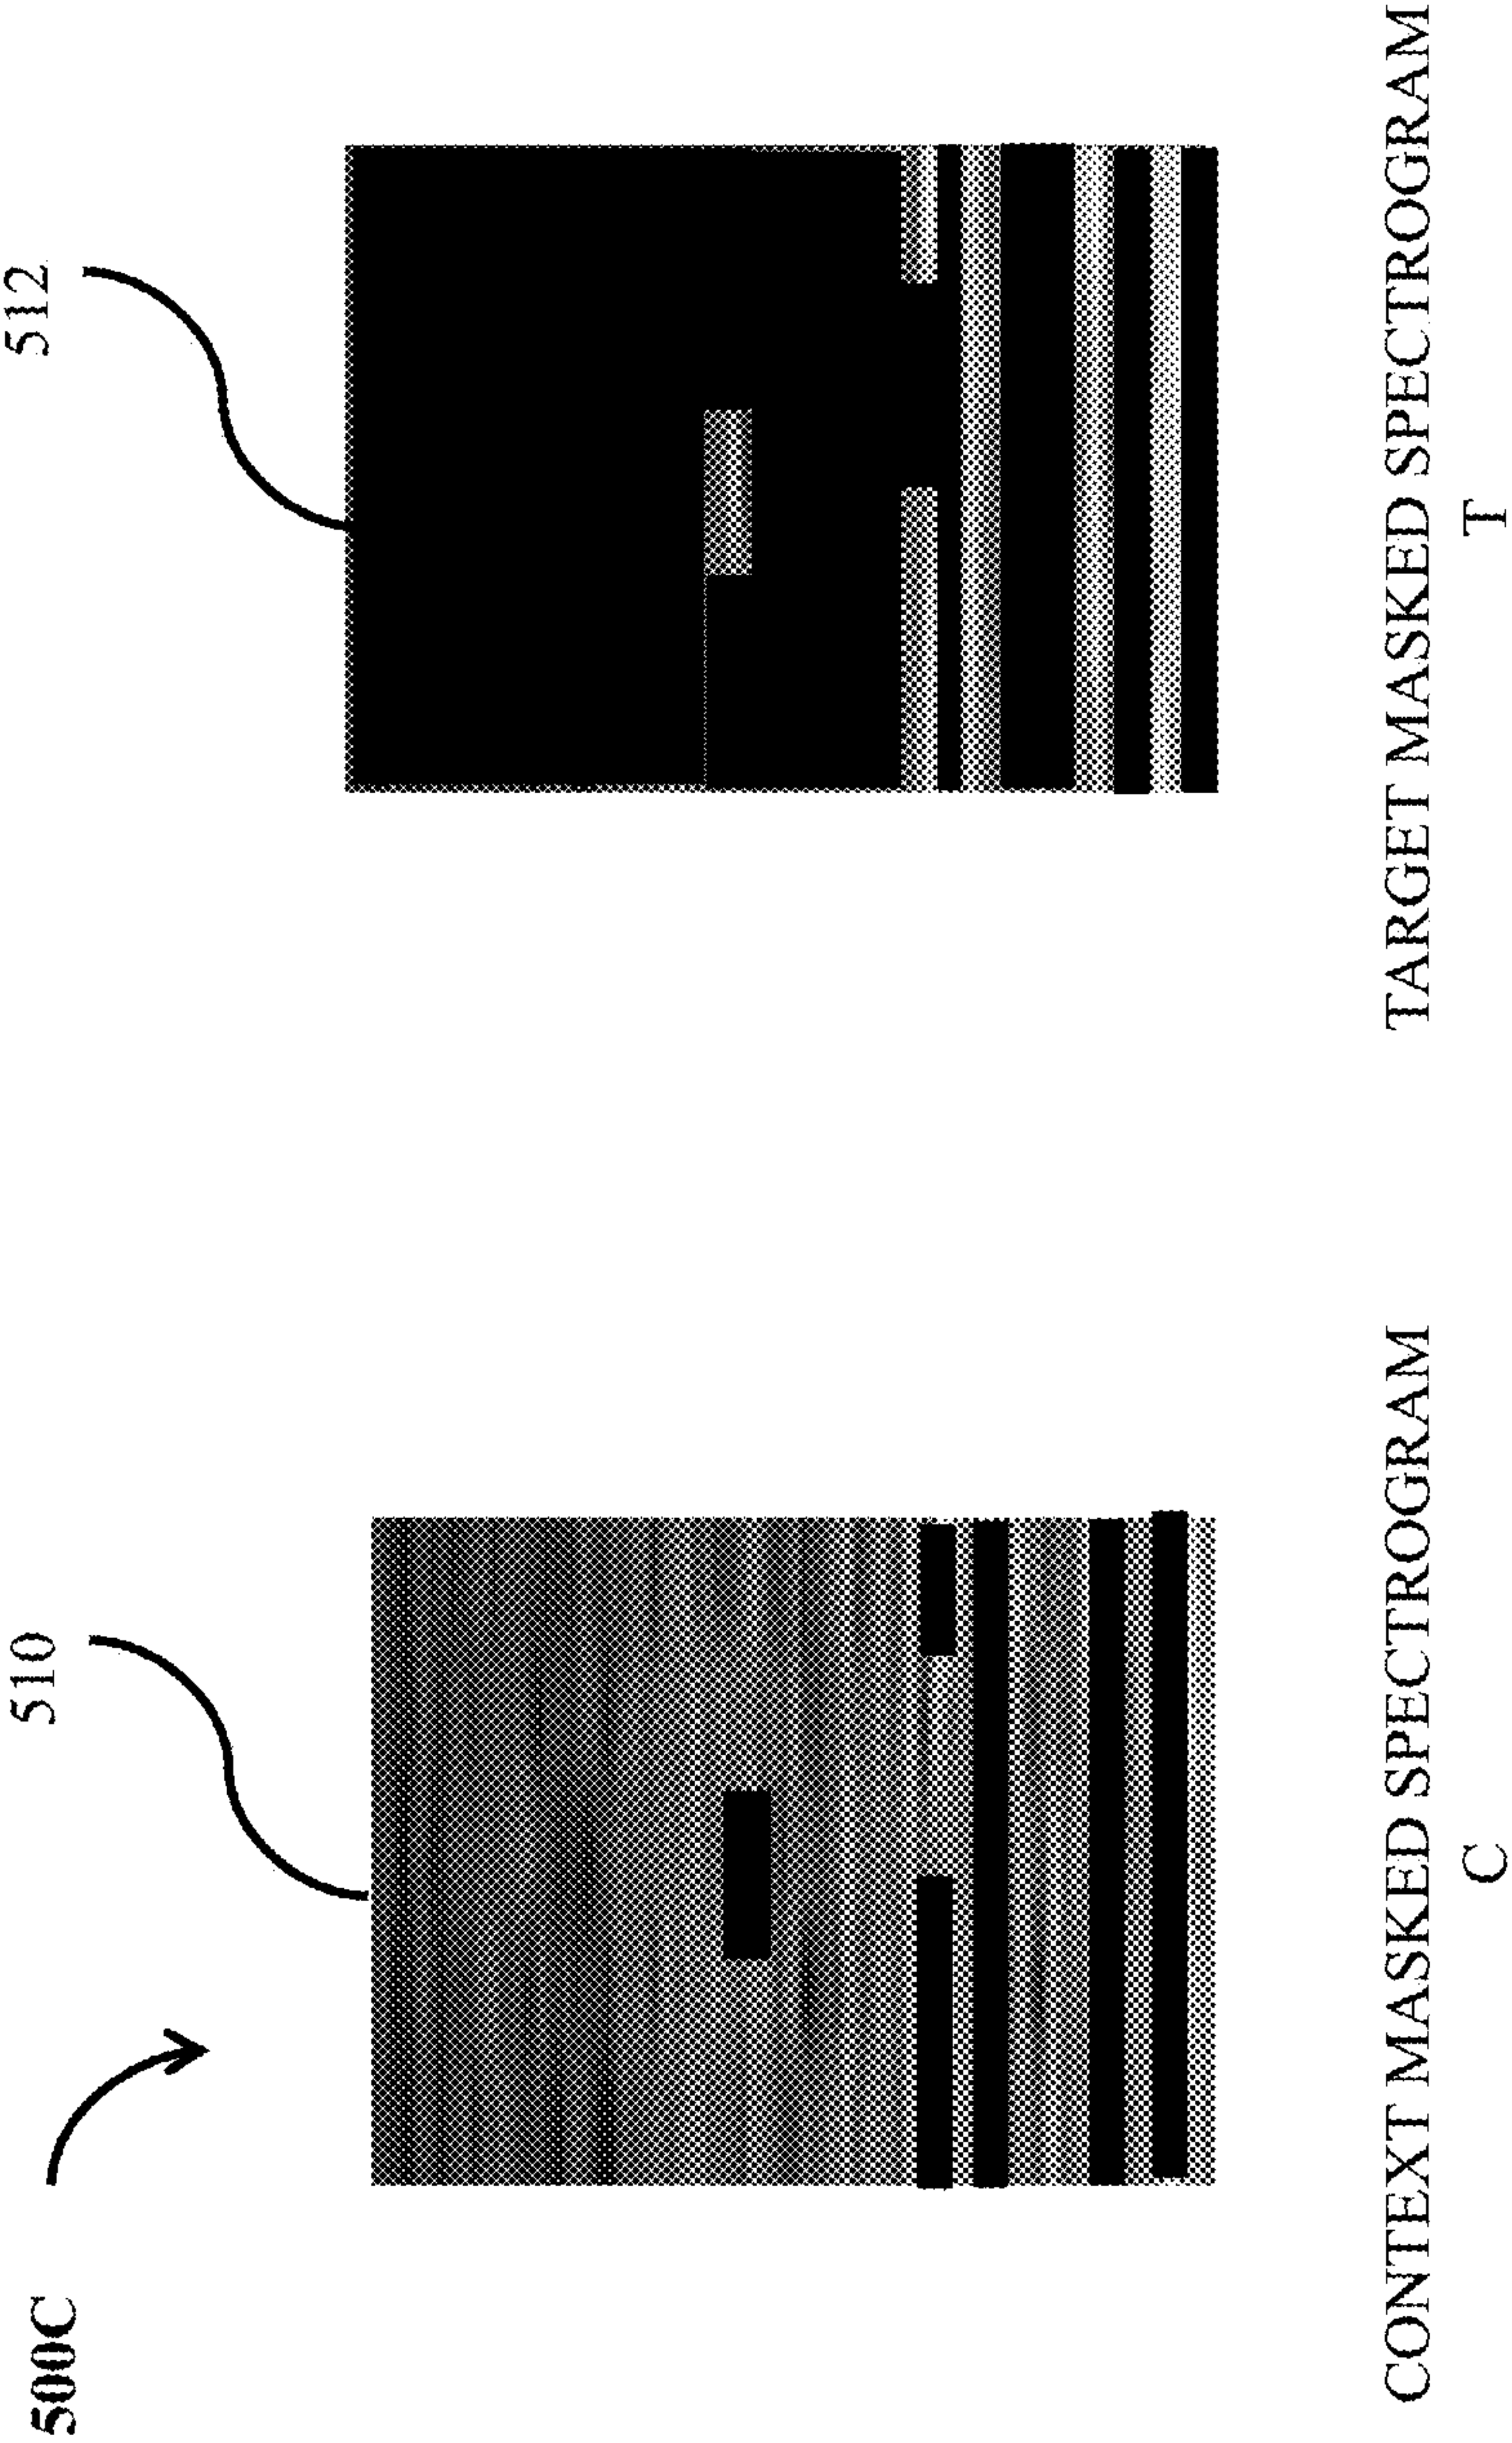 500C
510
512
CONTEXT MASKED SPECTROGRAM
C
TARGET MASKED SPECTROGRAM
T